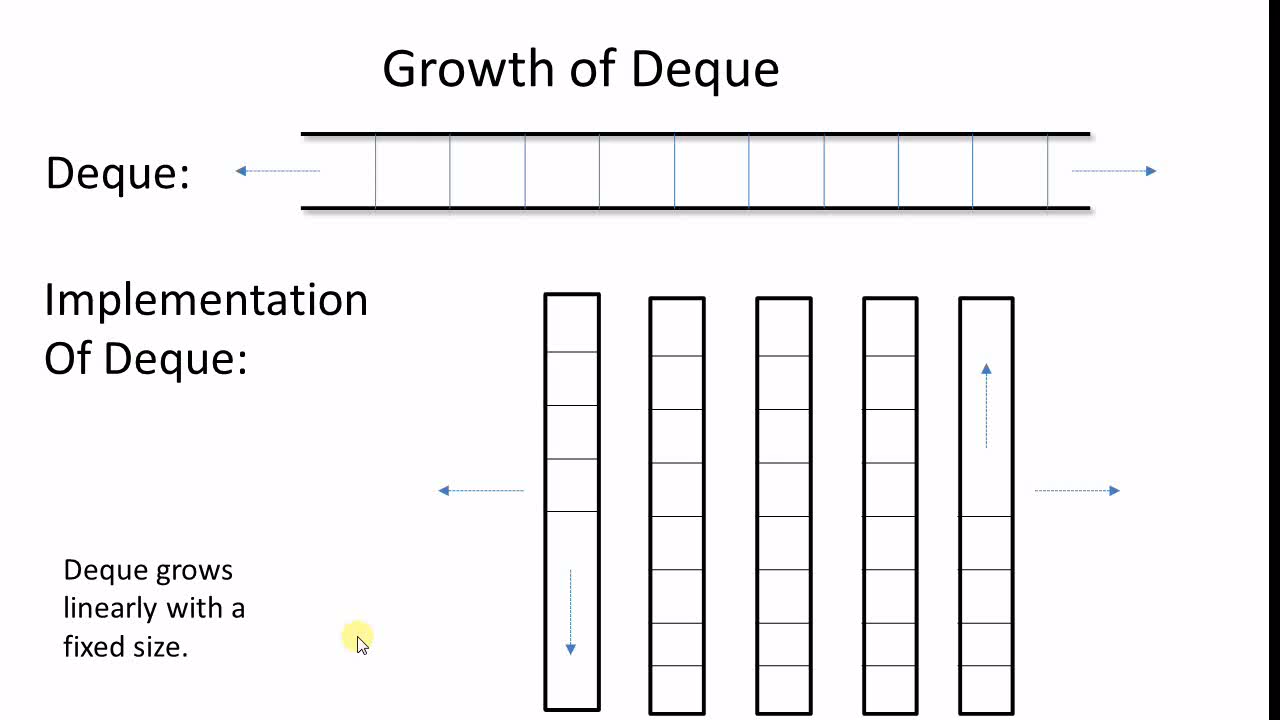 Growth of Deque
Deque:
Implementation
Of Deque:
Deque grows
linearly with a
fixed size.